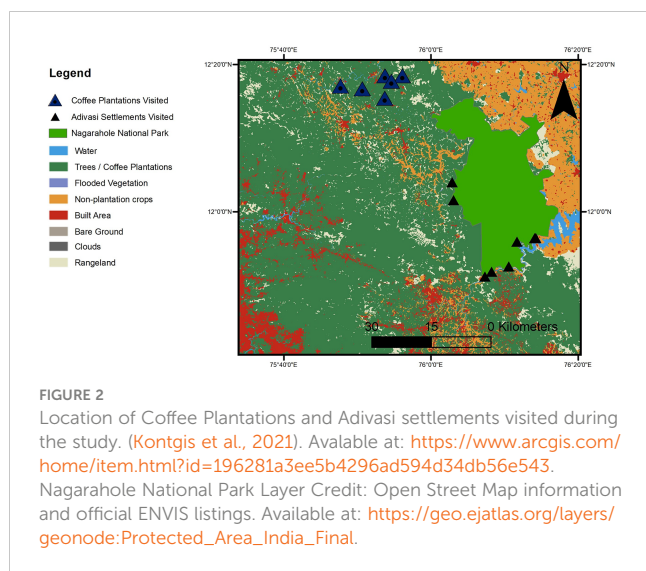 75°40'0"E 76°0'0"E 76°20'0"E
12°20'0"N 12°20'0"N
N
Legend
Coffee Plantations Visited
Adivasi Settlements Visited
Nagarahole National Park
Water
Trees / Coffee Plantations
Flooded Vegetation
Non-plantation crops
Built Area
Bare Ground
Clouds
Rangeland
12°0'0"N 12°0'0"N
30 15 0 Kilometers
75°40'0"E 76°0'0"E 76°20'0"E
FIGURE 2
Location of Coffee Plantations and Adivasi settlements visited during
the study. (Kontgis et al., 2021). Avalable at: https://www.arcgis.com/
home/item.html?id=196281a3ee5b4296ad594d34db56e543.
Nagarahole National Park Layer Credit: Open Street Map information
and official ENVIS listings. Available at: https://geo.ejatlas.org/layers/
geonode:Protected_Area_India_Final.